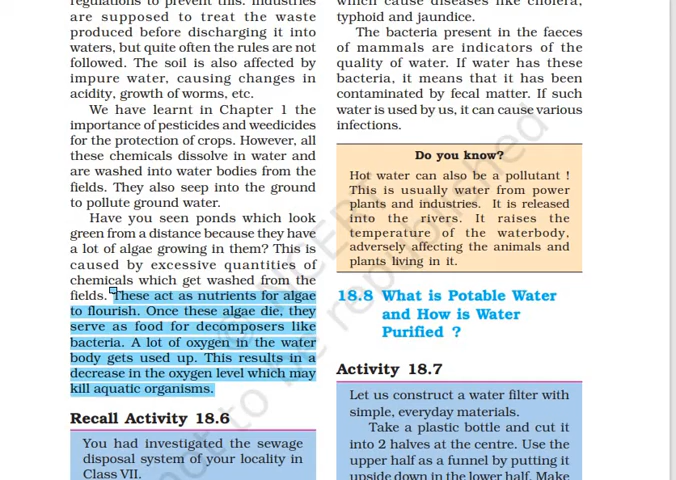 regulations to prevent this. Industries
are supposed to treat the waste
produced before discharging it into
waters, but quite often the rules are not
followed. The soil is also affected by
impure water, causing changes in
acidity, growth of worms, etc.
We have learnt in Chapter 1 the
importance of pesticides and weedicides
for the protection of crops. However, all
these chemicals dissolve in water and
are washed into water bodies from the
fields. They also seep into the ground
to pollute ground water.
Have you seen ponds which look
green from a distance because they have
a lot of algae growing in them? This is
caused by excessive quantities of
chemicals which get washed from the
fields. These act as nutrients for algae
to flourish. Once these algae die, they
serve as food for decomposers like
bacteria. A lot of oxygen in the water
body gets used up. This results in a
decrease in the oxygen level which may
kill aquatic organisms.
Recall Activity 18.6
You had investigated the sewage
disposal system of your locality in
Class VII.
which cause diseases like cholera,
typhoid and jaundice.
The bacteria present in the faeces
of mammals are indicators of the
quality of water. If water has these
bacteria, it means that it has been
contaminated by fecal matter. If such
water is used by us, it can cause various
infections.
Do you know?
Hot water can also be a pollutant !
This is usually water from power
plants and industries. It is released
into the rivers. It raises the
temperature of the waterbody,
adversely affecting the animals and
plants living in it.
18.8 What is Potable Water
and How is Water
Purified ?
Activity 18.7
Let us construct a water filter with
simple, everyday materials.
Take a plastic bottle and cut it
into 2 halves at the centre. Use the
upper half as a funnel by putting it
upside down in the lower half. Make
not to be republished